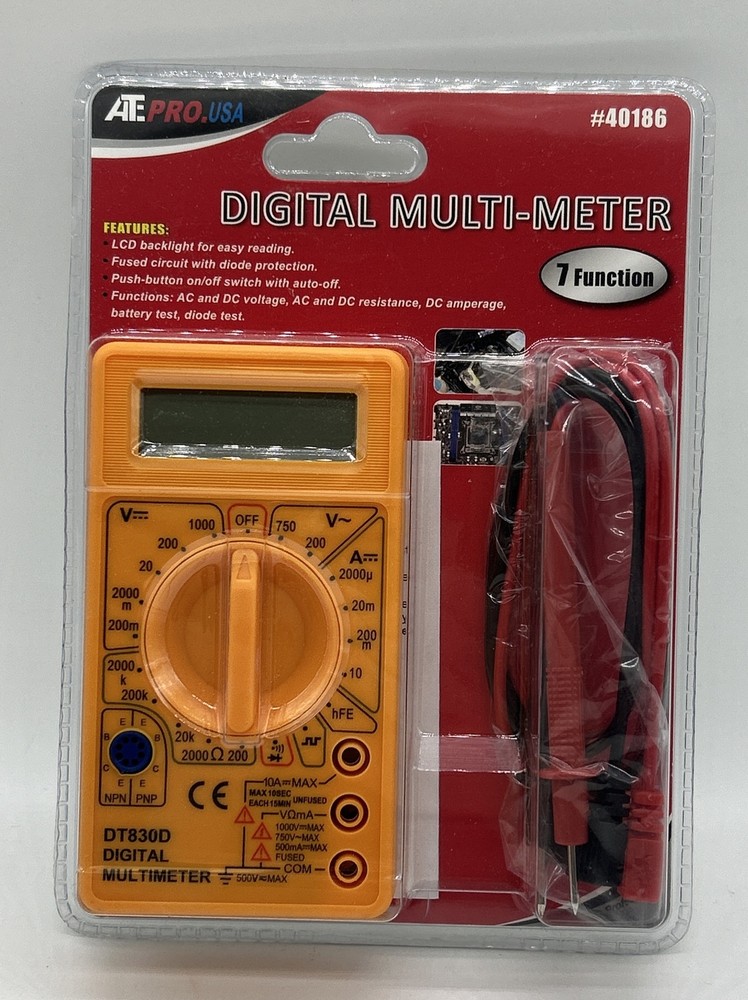 ATE PRO.USA
#40186
DIGITAL MULTI-METER
FEATURES:
• LCD backlight for easy reading.
• Fused circuit with diode protection.
• Push-button on/off switch with auto-off.
• Functions: AC and DC voltage, AC and DC resistance, DC amperage,
battery test, diode test.
7 Function
V⎓
1000
OFF
750
V~
200
200
A⎓
20
2000µ
2000
m
20m
200m
200
m
2000
k
10
200k
hFE
20k
2000 Ω 200
E E
B B
C C
E E
NPN PNP
CE
10A⎓MAX
MAX 10SEC
EACH 15MIN
UNFUSED
VΩmA
1000V⎓MAX
750V~MAX
500mA⎓MAX
FUSED
COM
500V≂MAX
DT830D
DIGITAL
MULTIMETER